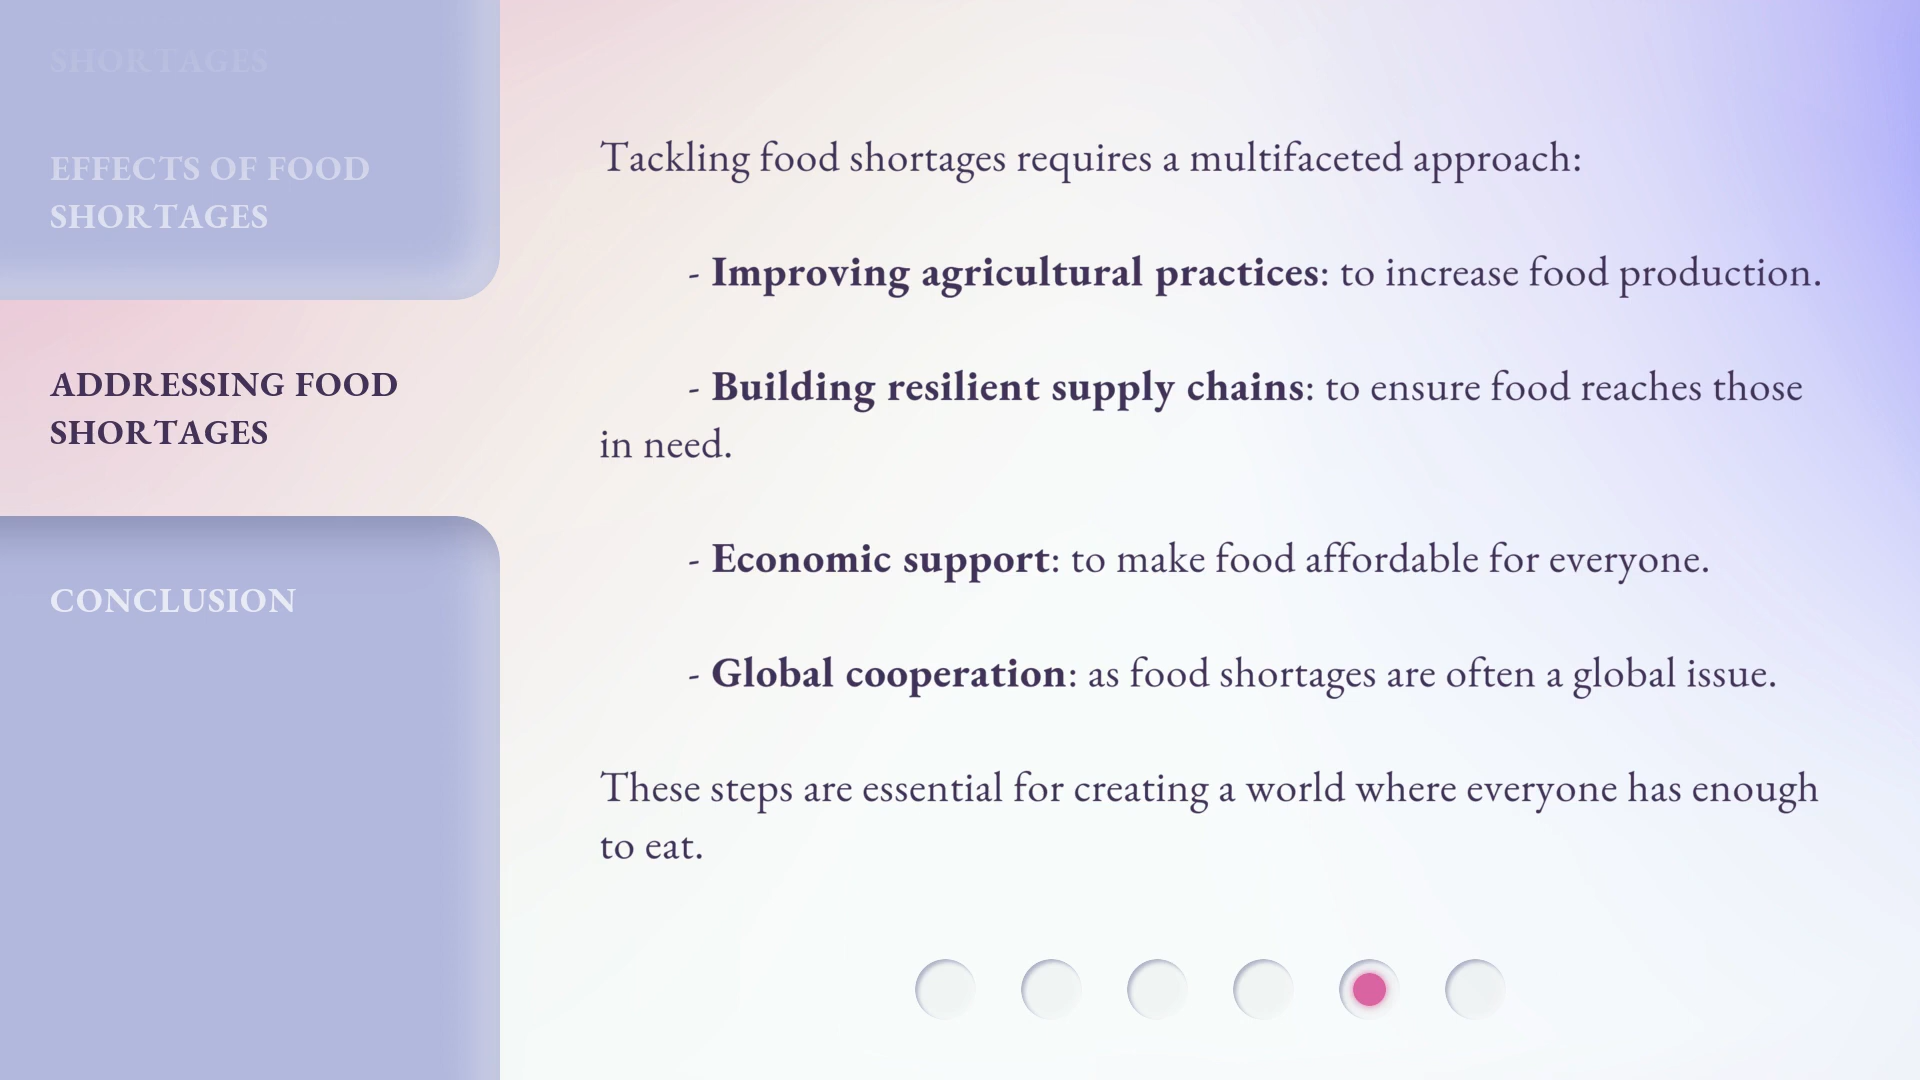 SHORTAGES
EFFECTS OF FOOD
SHORTAGES
ADDRESSING FOOD
SHORTAGES
CONCLUSION
Tackling food shortages requires a multifaceted approach:
- Improving agricultural practices: to increase food production.
- Building resilient supply chains: to ensure food reaches those
in need.
- Economic support: to make food affordable for everyone.
- Global cooperation: as food shortages are often a global issue.
These steps are essential for creating a world where everyone has enough
to eat.